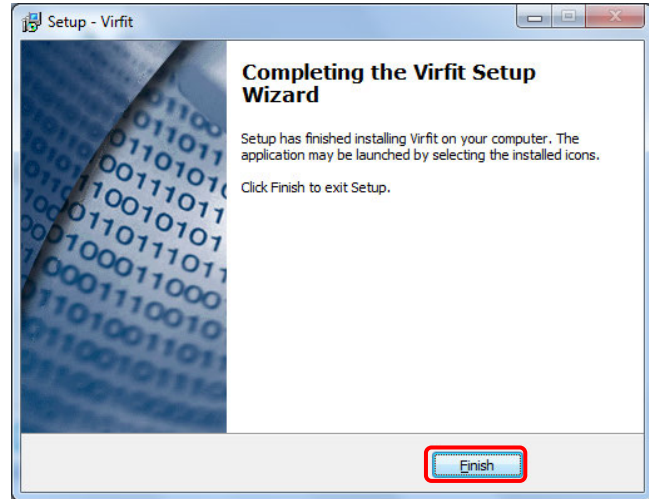 Setup - Virfit
Completing the Virfit Setup
Wizard
Setup has finished installing Virfit on your computer. The
application may be launched by selecting the installed icons.
Click Finish to exit Setup.
Finish